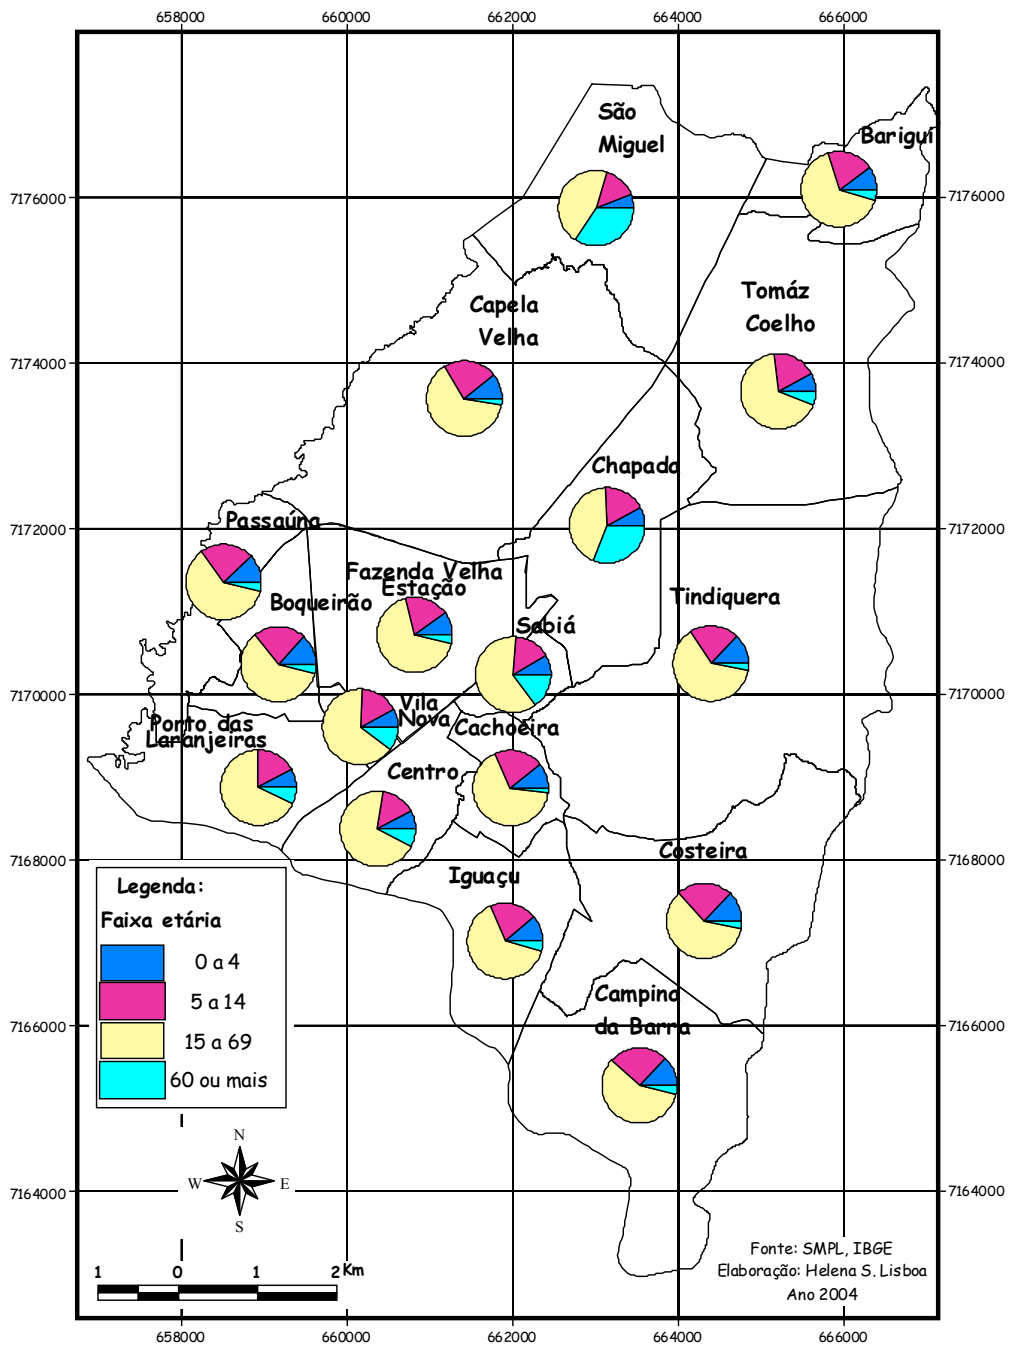 658000 660000 662000 664000 666000
São
Miguel
Bariguí
7176000 7176000
Capela
Velha
Tomáz
Coelho
7174000 7174000
Chapada
Passaúna
7172000 7172000
Fazenda Velha
Estação
Boqueirão
Tindiquera
Sabiá
7170000 7170000
Vila
Nova
Porto das
Laranjeiras
Cachoeira
Centro
7168000 7168000
Costeira
Iguaçu
Legenda:
Faixa etária
0 a 4
5 a 14
15 a 69
60 ou mais
Campina
da Barra
7166000 7166000
N
W E
S
7164000 7164000
Fonte: SMPL, IBGE
Elaboração: Helena S. Lisboa
Ano 2004
1 0 1 2 Km
658000 660000 662000 664000 666000